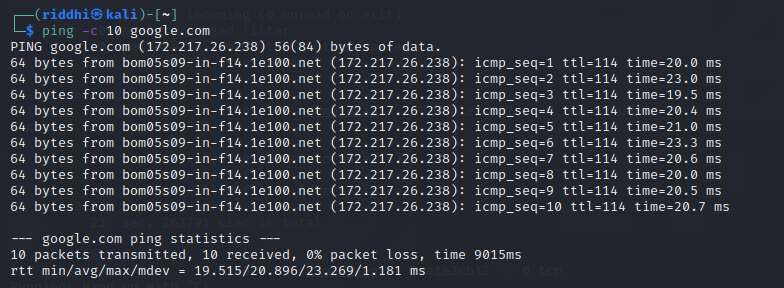 (riddhi㉿kali)-[~]
$ ping -c 10 google.com
PING google.com (172.217.26.238) 56(84) bytes of data.
64 bytes from bom05s09-in-f14.1e100.net (172.217.26.238): icmp_seq=1 ttl=114 time=20.0 ms
64 bytes from bom05s09-in-f14.1e100.net (172.217.26.238): icmp_seq=2 ttl=114 time=23.0 ms
64 bytes from bom05s09-in-f14.1e100.net (172.217.26.238): icmp_seq=3 ttl=114 time=19.5 ms
64 bytes from bom05s09-in-f14.1e100.net (172.217.26.238): icmp_seq=4 ttl=114 time=20.4 ms
64 bytes from bom05s09-in-f14.1e100.net (172.217.26.238): icmp_seq=5 ttl=114 time=21.0 ms
64 bytes from bom05s09-in-f14.1e100.net (172.217.26.238): icmp_seq=6 ttl=114 time=23.3 ms
64 bytes from bom05s09-in-f14.1e100.net (172.217.26.238): icmp_seq=7 ttl=114 time=20.6 ms
64 bytes from bom05s09-in-f14.1e100.net (172.217.26.238): icmp_seq=8 ttl=114 time=20.0 ms
64 bytes from bom05s09-in-f14.1e100.net (172.217.26.238): icmp_seq=9 ttl=114 time=20.5 ms
64 bytes from bom05s09-in-f14.1e100.net (172.217.26.238): icmp_seq=10 ttl=114 time=20.7 ms
--- google.com ping statistics ---
10 packets transmitted, 10 received, 0% packet loss, time 9015ms
rtt min/avg/max/mdev = 19.515/20.896/23.269/1.181 ms